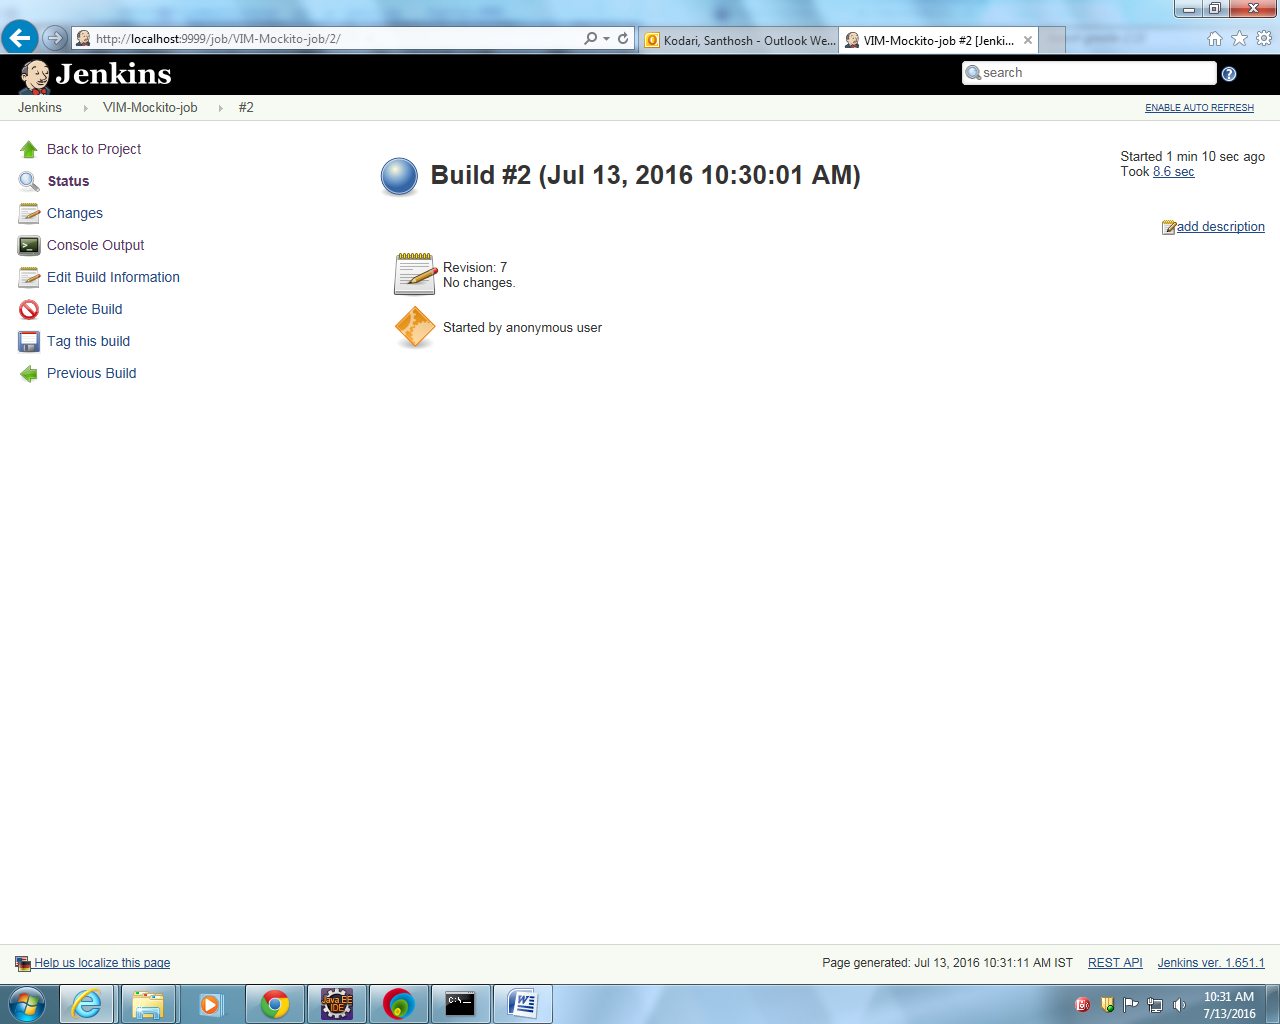 http://localhost:9999/job/VIM-Mockito-job/2/
Kodari, Santhosh - Outlook We...
VIM-Mockito-job #2 [Jenki...
Jenkins
search
Jenkins
VIM-Mockito-job
#2
ENABLE AUTO REFRESH
Back to Project
Status
Changes
Console Output
Edit Build Information
Delete Build
Tag this build
Previous Build
Build #2 (Jul 13, 2016 10:30:01 AM)
Started 1 min 10 sec ago
Took 8.6 sec
add description
Revision: 7
No changes.
Started by anonymous user
Help us localize this page
Page generated: Jul 13, 2016 10:31:11 AM IST
REST API
Jenkins ver. 1.651.1
Java EE
IDE
C:\._
10:31 AM
7/13/2016